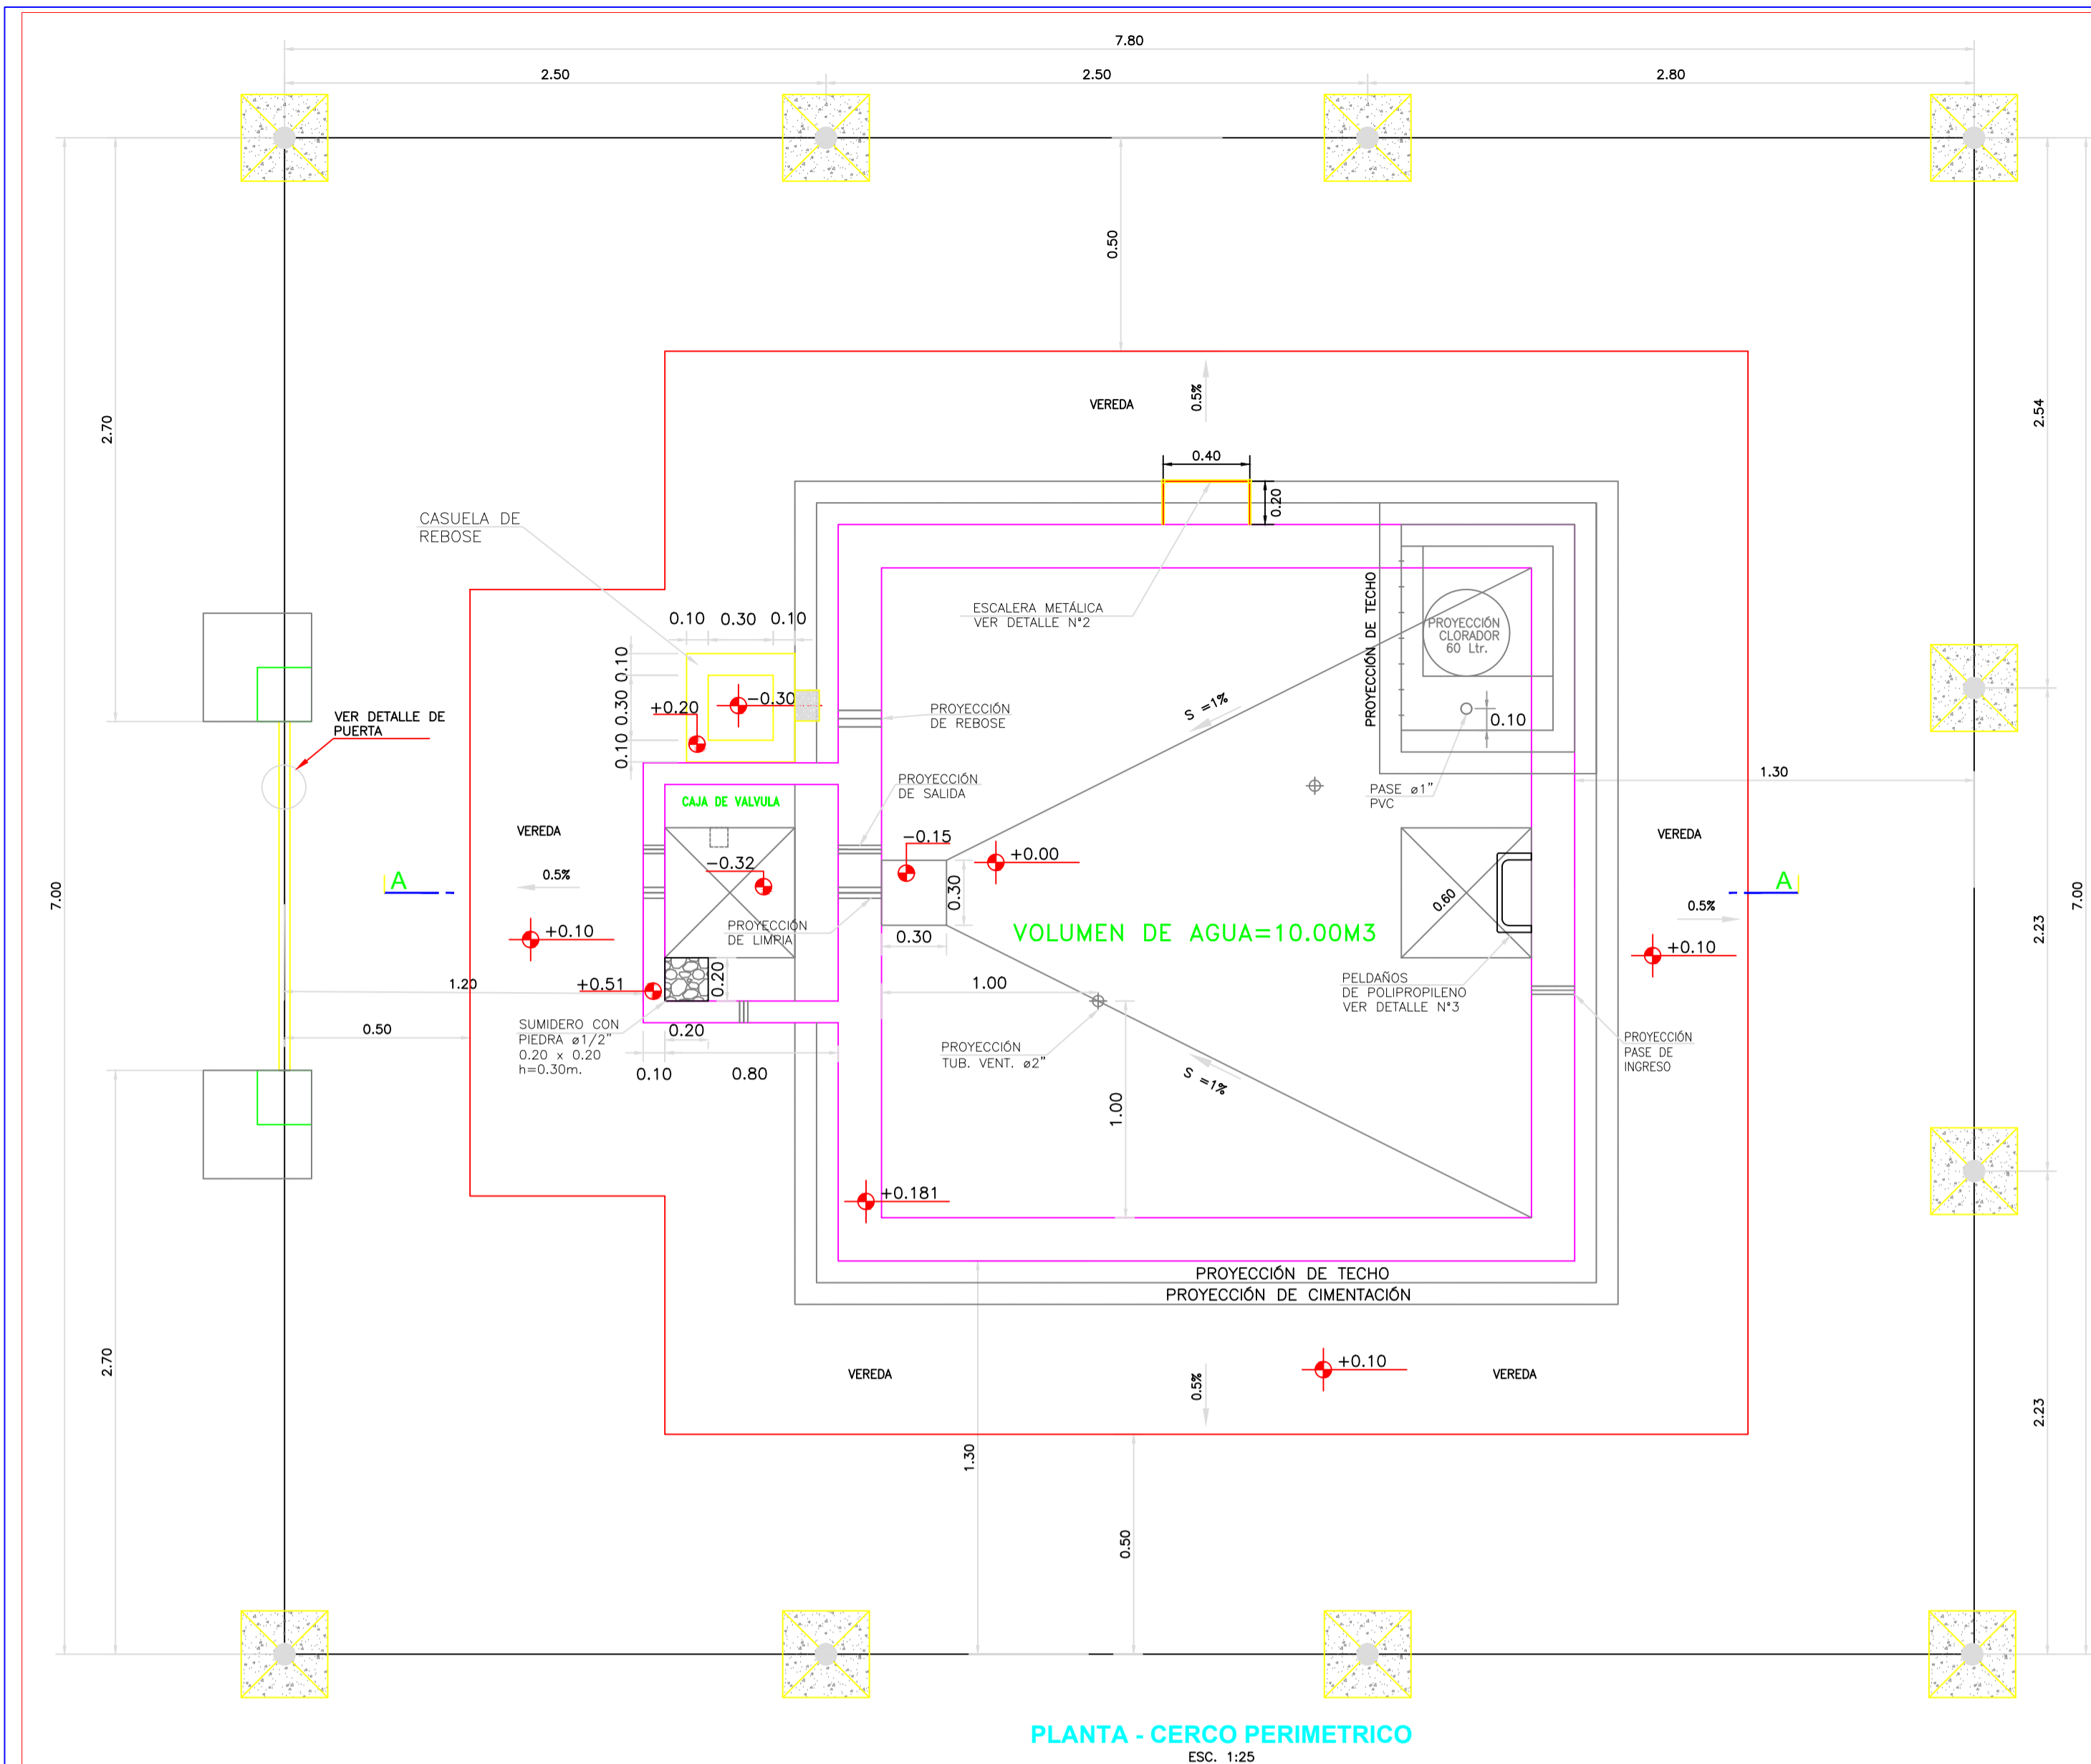 7.80
2.50
2.50
2.80
0.50
2.70
2.54
VEREDA
0.5%
0.40
0.20
CASUELA DE
REBOSE
ESCALERA METÁLICA
VER DETALLE N°2
PROYECCIÓN DE TECHO
PROYECCIÓN
CLORADOR
60 Ltr.
0.10
0.30
0.10
0.10
0.30
0.10
+0.20
-0.30
PROYECCIÓN
DE REBOSE
S =1%
0.10
VER DETALLE DE
PUERTA
PASE ø1"
PVC
1.30
PROYECCIÓN
DE SALIDA
CAJA DE VALVULA
VEREDA
VEREDA
-0.15
+0.00
-0.32
0.5%
7.00
A
A
7.00
0.30
0.60
0.5%
2.23
PROYECCIÓN
DE LIMPIA
0.30
VOLUMEN DE AGUA=10.00M3
+0.10
+0.10
1.20
+0.51
0.20
1.00
PELDAÑOS
DE POLIPROPILENO
VER DETALLE N°3
0.50
SUMIDERO CON
PIEDRA ø1/2"
0.20 x 0.20
h=0.30m.
0.20
0.10
0.80
PROYECCIÓN
TUB. VENT. ø2"
S =1%
1.00
PROYECCIÓN
PASE DE
INGRESO
+0.181
PROYECCIÓN DE TECHO
PROYECCIÓN DE CIMENTACIÓN
2.70
VEREDA
0.5%
+0.10
VEREDA
2.23
1.30
0.50
PLANTA - CERCO PERIMETRICO
ESC. 1:25